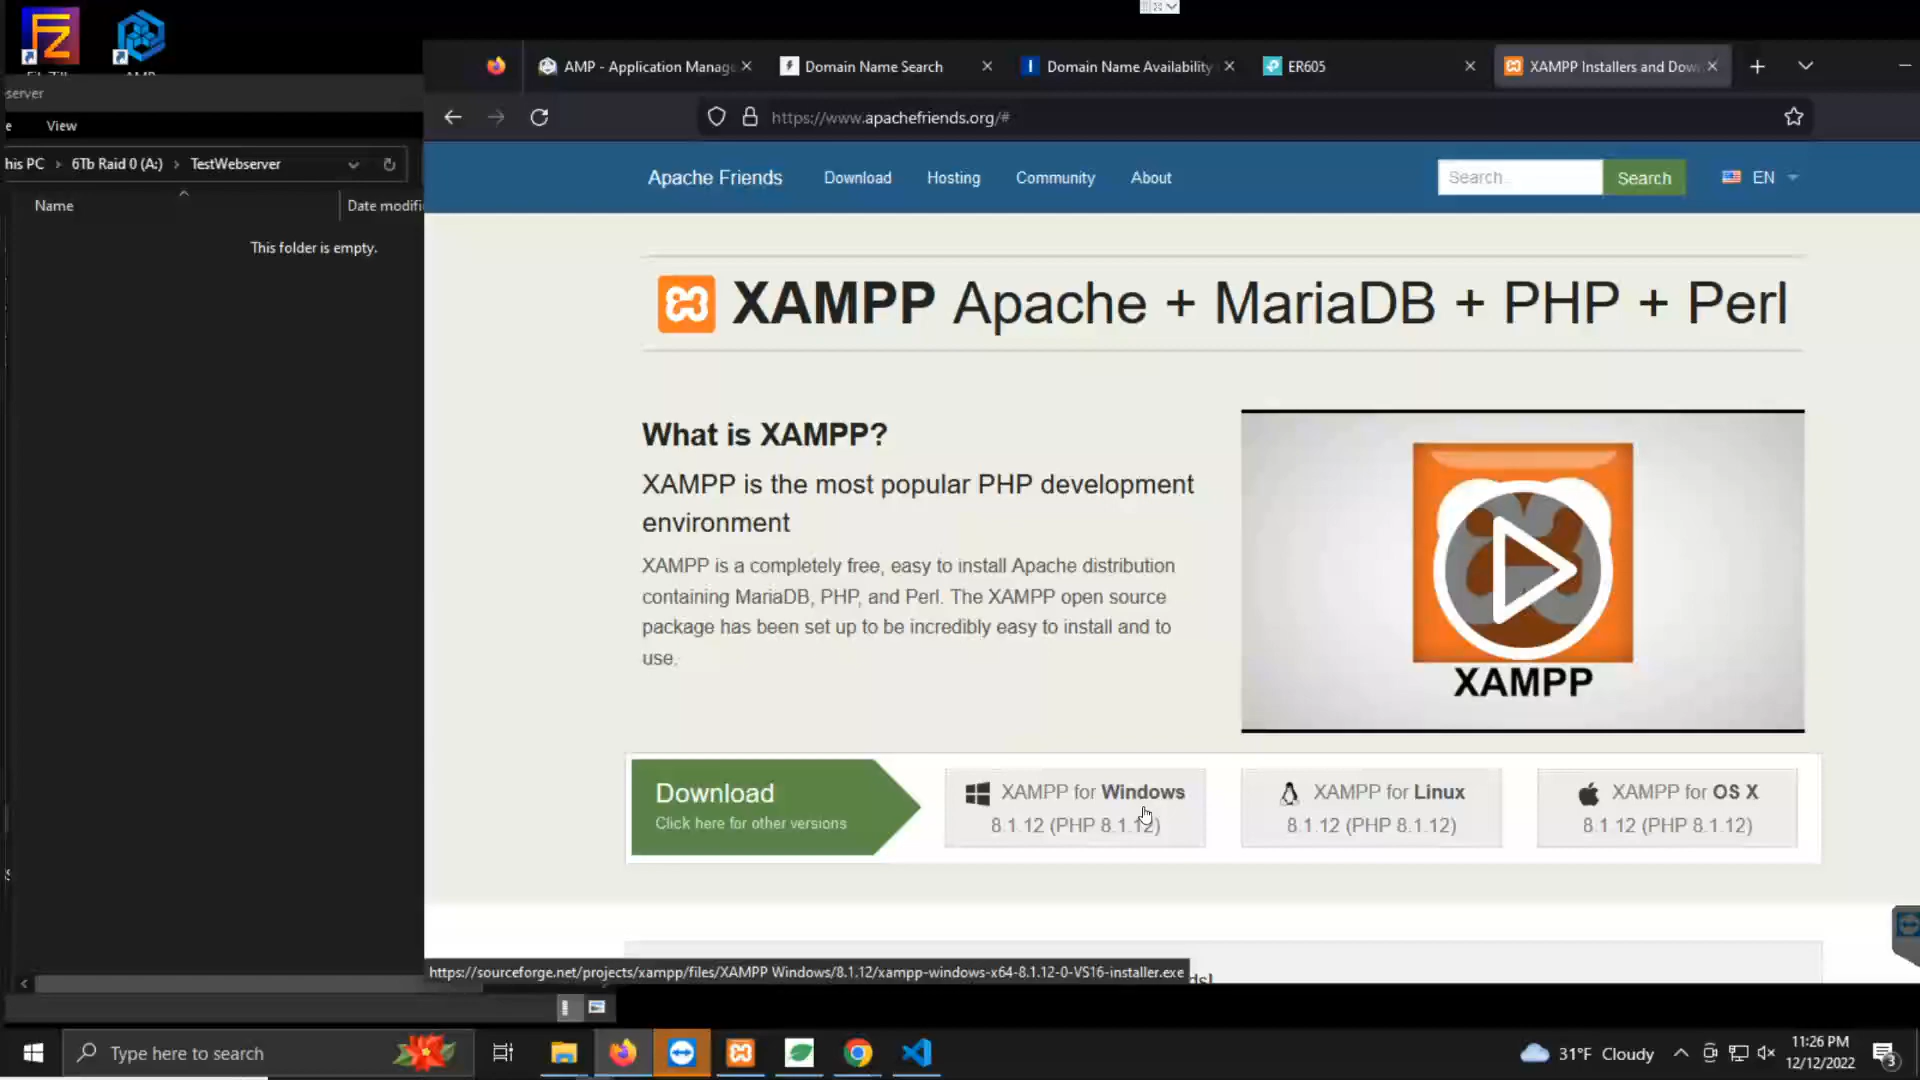 AMP - Application Manage
Domain Name Search
Domain Name Availability
ER605
XAMPP Installers and Dow
server
e View
https://www.apachefriends.org/#
his PC > 6Tb Raid 0 (A:) > TestWebserver
Name
Date modifi
This folder is empty.
Apache Friends
Download
Hosting
Community
About
Search
Search
EN
XAMPP Apache + MariaDB + PHP + Perl
What is XAMPP?
XAMPP is the most popular PHP development
environment
XAMPP is a completely free, easy to install Apache distribution
containing MariaDB, PHP, and Perl. The XAMPP open source
package has been set up to be incredibly easy to install and to
use.
XAMPP
Download
Click here for other versions
XAMPP for Windows
8.1.12 (PHP 8.1.12)
XAMPP for Linux
8.1.12 (PHP 8.1.12)
XAMPP for OS X
8.1.12 (PHP 8.1.12)
https://sourceforge.net/projects/xampp/files/XAMPP Windows/8.1.12/xampp-windows-x64-8.1.12-0-VS16-installer.exe
Type here to search
31°F Cloudy
11:26 PM
12/12/2022
3